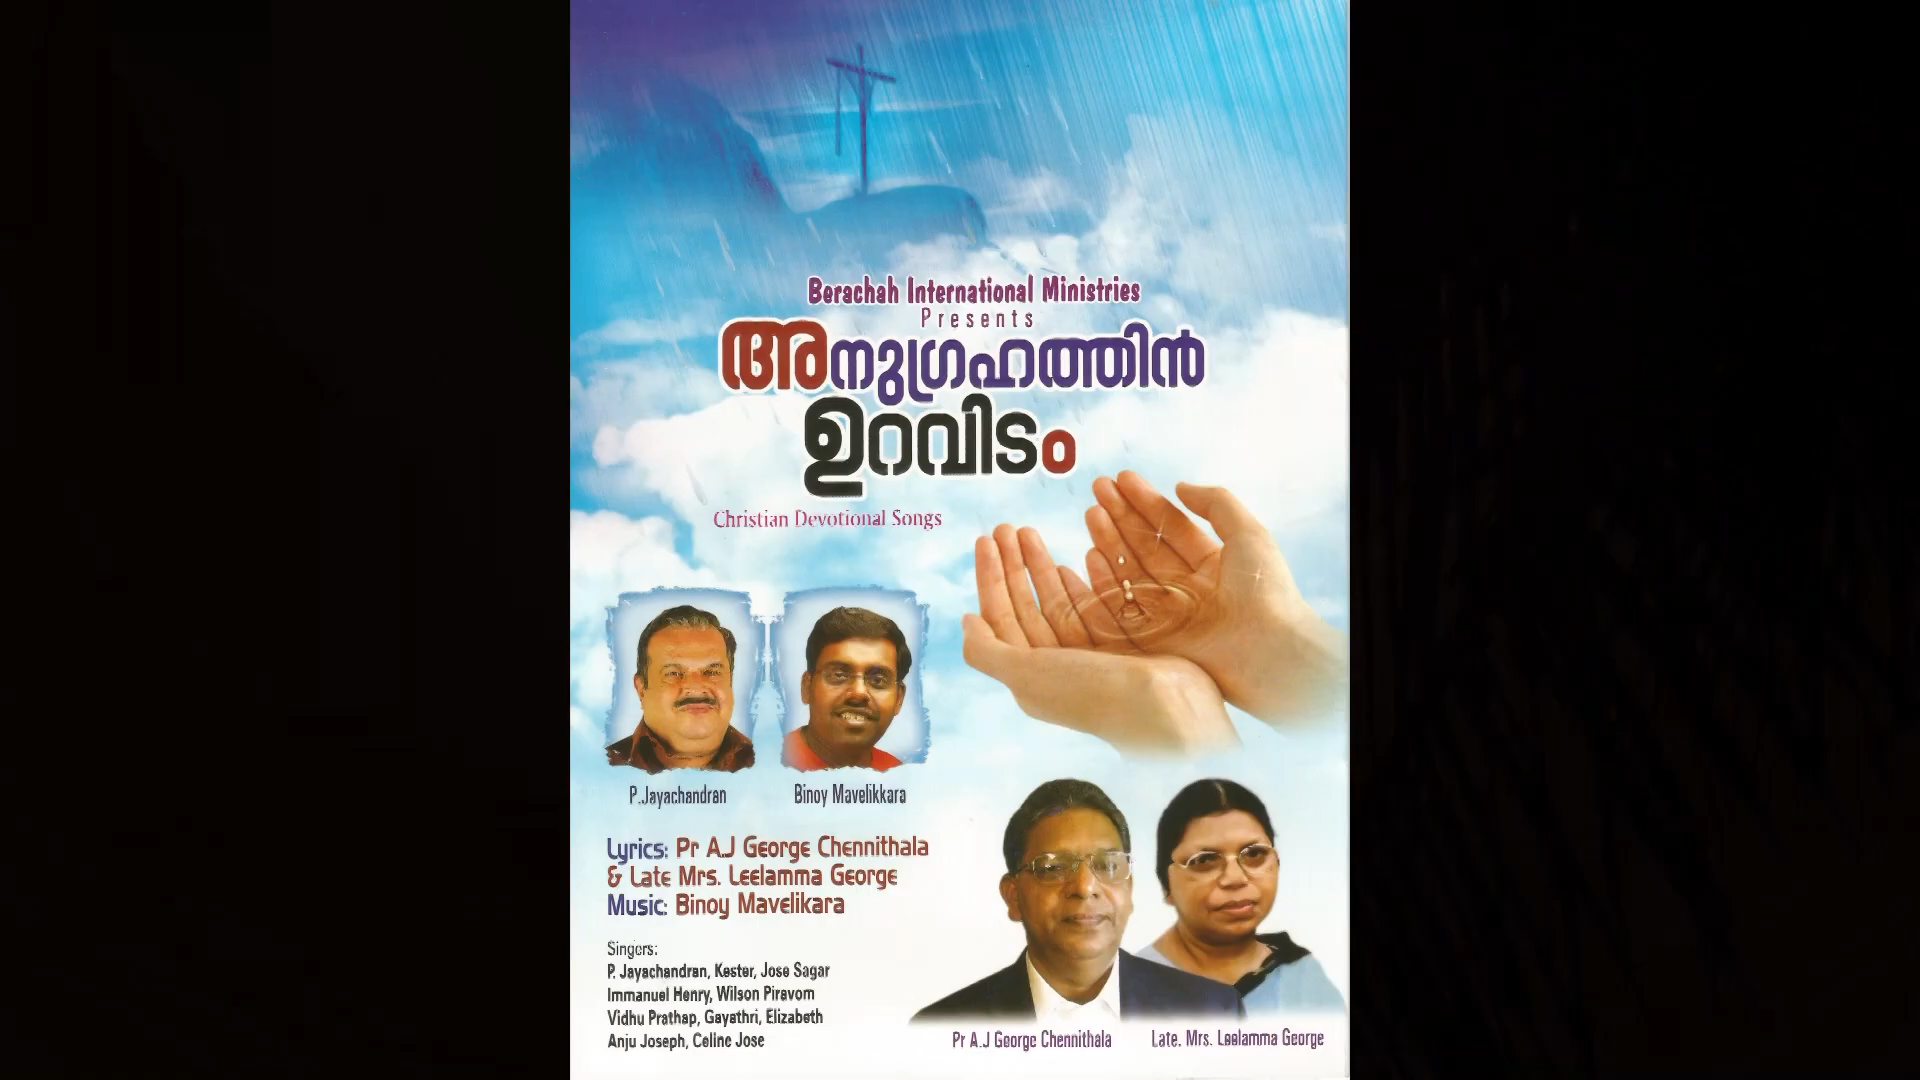 Berachah International Ministries
Presents
അനുഗ്രഹത്തിൻ
ഉറവിടം
Christian Devotional Songs
P.Jayachandran
Binoy Mavelikkara
Lyrics: Pr A.J George Chennithala
& Late Mrs. Leelamma George
Music: Binoy Mavelikara
Singers:
P. Jayachandran, Kester, Jose Sagar
Immanuel Henry, Wilson Piravom
Vidhu Prathap, Gayathri, Elizabeth
Anju Joseph, Celine Jose
Pr A.J George Chennithala
Late. Mrs. Leelamma George